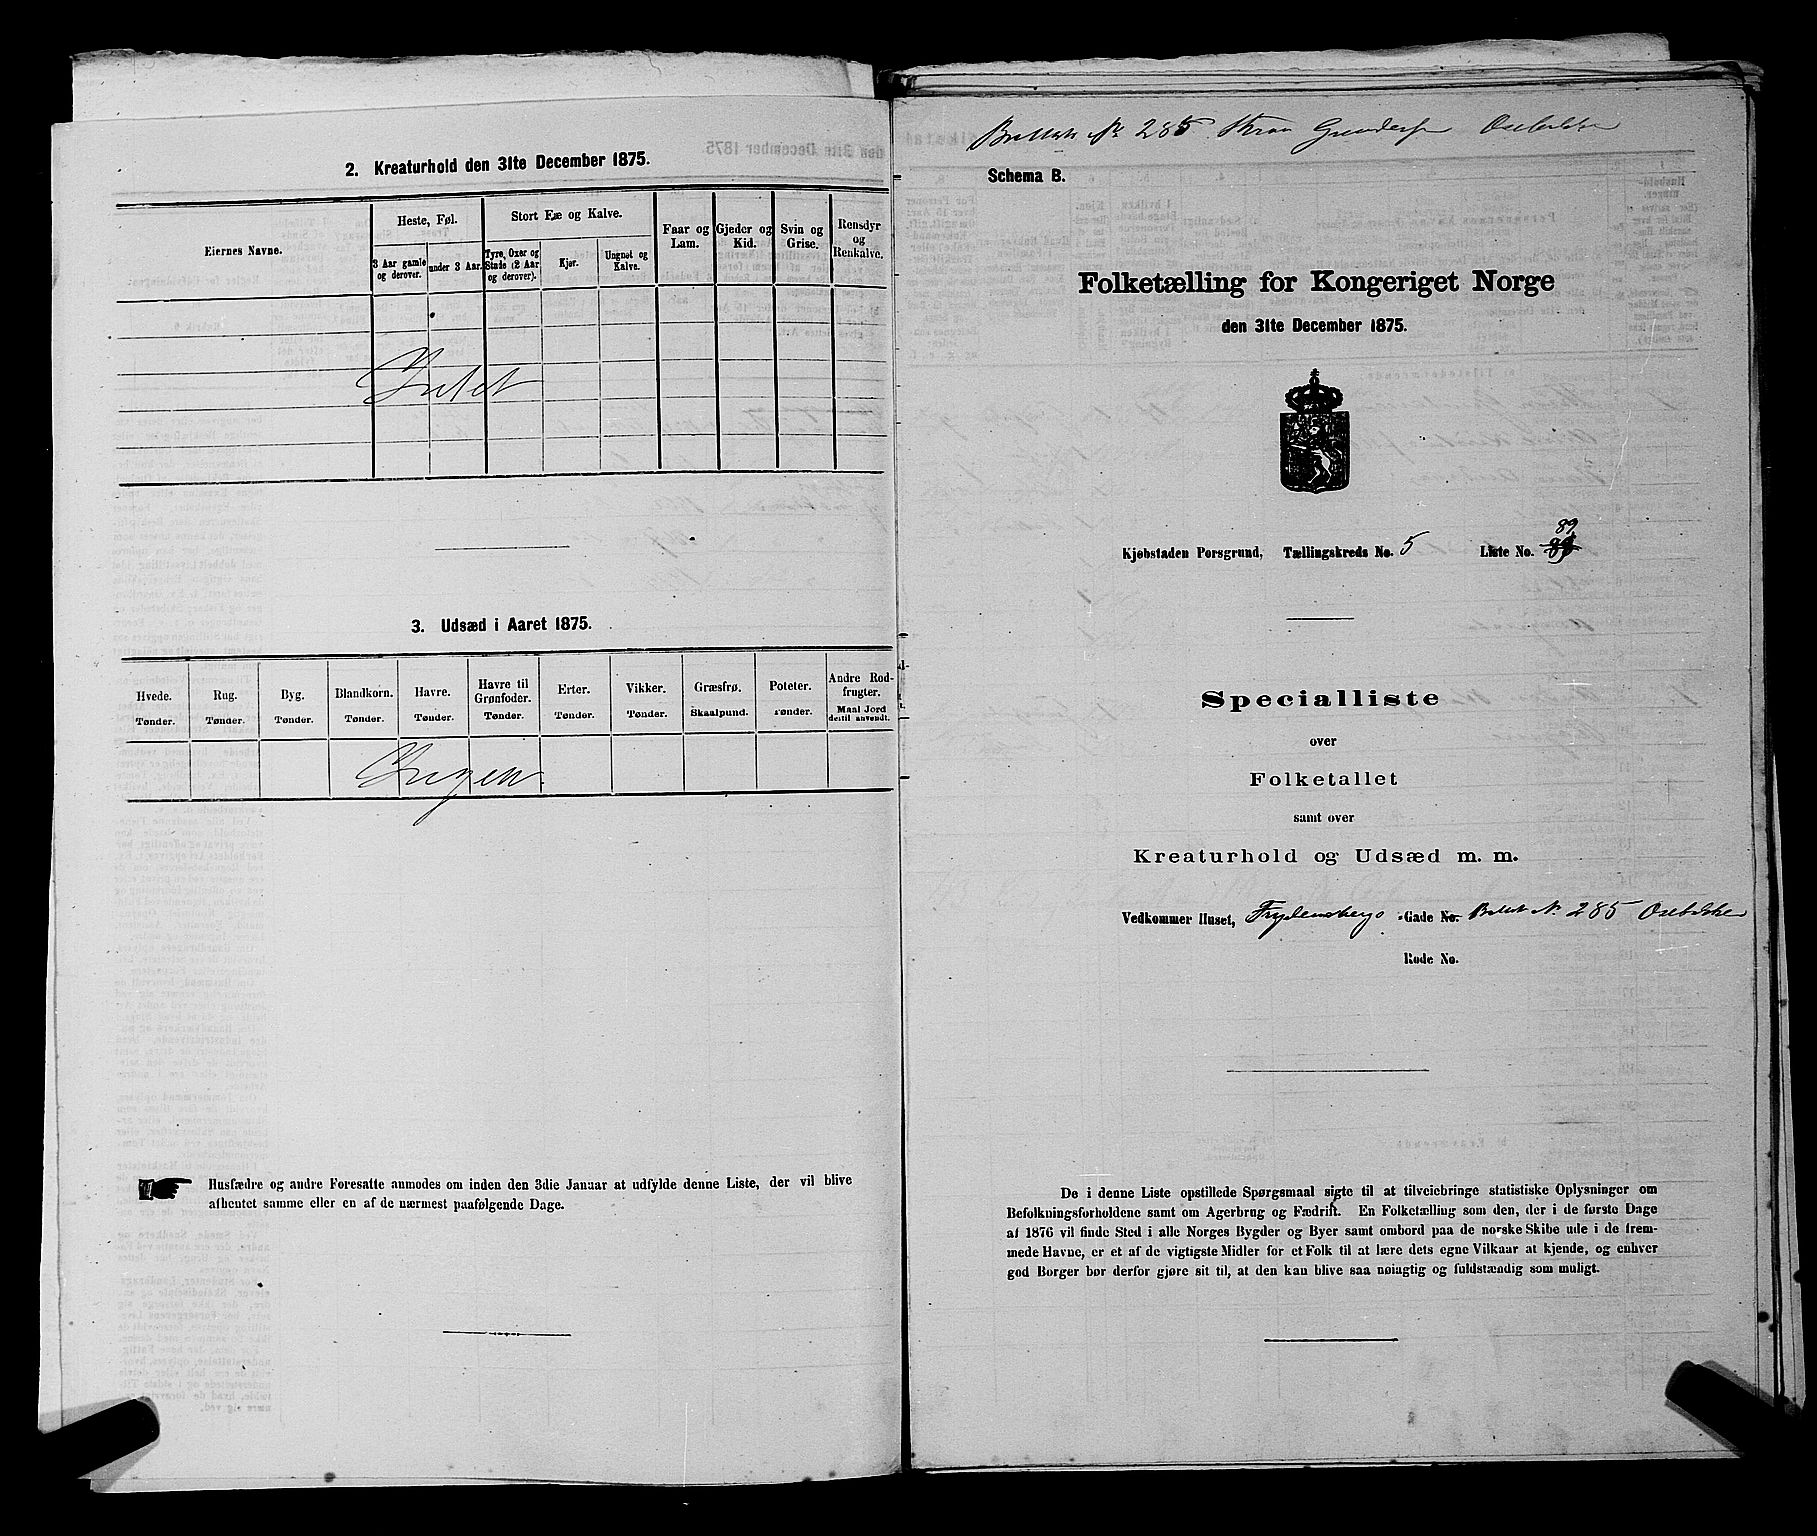 2. Kreaturhold den 31te December 1875.
Eiernes Navne.
Heste, Føl.
3 Aar gamle og derover.
under 3 Aar.
Stort Fæ og Kalve.
Tyre, Oxer og Stude (2 Aar og derover).
Kjør.
Ungnøt og Kalve.
Faar og Lam.
Gjeder og Kid.
Svin og Grise.
Rensdyr og Renkalve.
Intet
3. Udsæd i Aaret 1875.
Hvede. Tønder.
Rug. Tønder.
Byg. Tønder.
Blandkorn. Tønder.
Havre. Tønder.
Havre til Grønfoder. Tønder.
Erter. Tønder.
Vikker. Tønder.
Græsfrø. Skaalpund.
Poteter. Tønder.
Andre Rodfrugter. Maal Jord dertil anvendt.
Ingen
Husfædre og andre Foresatte anmodes om inden den 3die Januar at udfylde denne Liste, der vil blive
afhentet samme eller en af de nærmest paafølgende Dage.
No 285
Schema B.
Folketælling for Kongeriget Norge
den 31te December 1875.
Kjøbstaden Porsgrund, Tællingskreds No. 5 Liste No. 89
Specialliste
over
Folketallet
samt over
Kreaturhold og Udsæd m. m.
Vedkommer Huset, Frydensbergs Gade No. No 285
Rode No.
De i denne Liste opstillede Spørgsmaal sigte til at tilveiebringe statistiske Oplysninger om
Befolkningsforholdene samt om Agerbrug og Fædrift. En Folketælling som den, der i de første Dage
af 1876 vil finde Sted i alle Norges Bygder og Byer samt ombord paa de norske Skibe ude i de frem-
mede Havne, er et af de vigtigste Midler for et Folk til at lære dets egne Vilkaar at kjende, og enhver
god Borger bør derfor gjøre sit til, at den kan blive saa nøiagtig og fuldstændig som muligt.